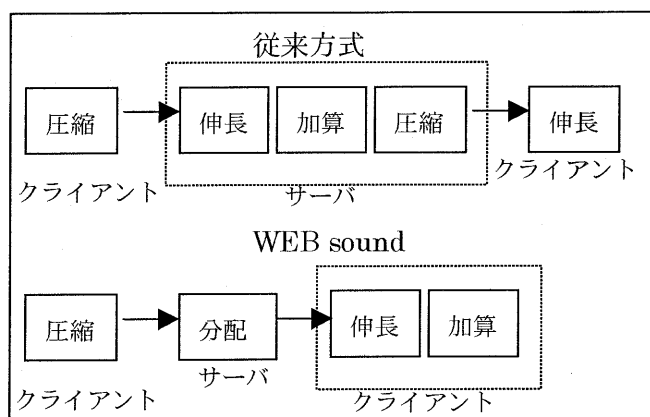 従来方式
圧縮
伸長
加算
圧縮
伸長
クライアント
サーバ
クライアント
WEB sound
圧縮
分配
伸長
加算
クライアント
サーバ
クライアント